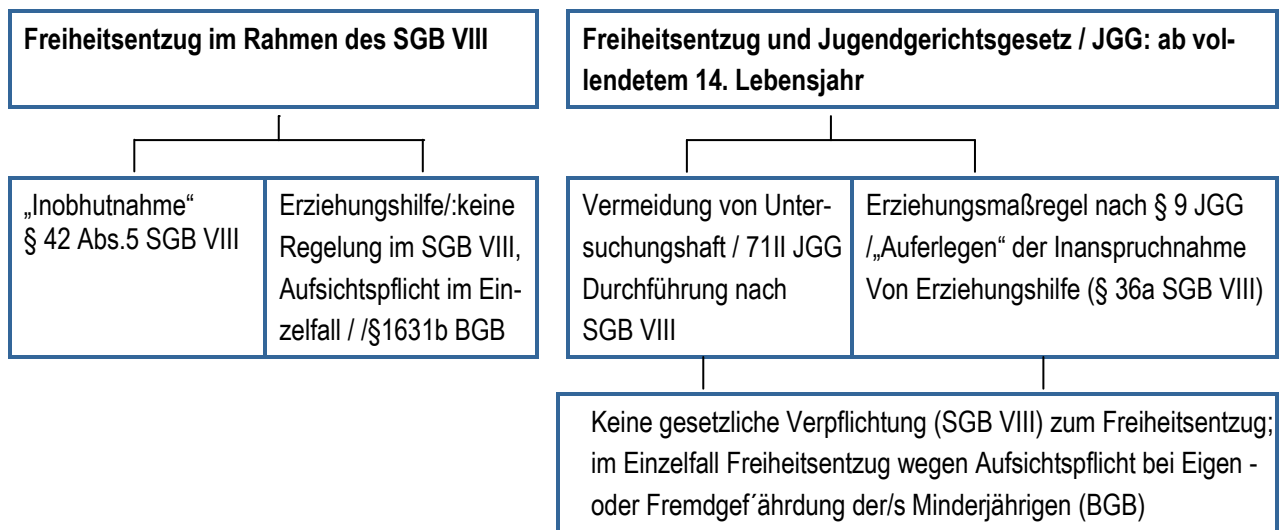 Freiheitsentzug im Rahmen des SGB VIII
Freiheitsentzug und Jugendgerichtsgesetz / JGG: ab vol-
lendetem 14. Lebensjahr
„Inobhutnahme“
§ 42 Abs.5 SGB VIII
Erziehungshilfe/:keine
Regelung im SGB VIII,
Aufsichtspflicht im Ein-
zelfall / /§1631b BGB
Vermeidung von Unter-
suchungshaft / 71II JGG
Durchführung nach
SGB VIII
Erziehungsmaßregel nach § 9 JGG
/„Auferlegen“ der Inanspruchnahme
Von Erziehungshilfe (§ 36a SGB VIII)
Keine gesetzliche Verpflichtung (SGB VIII) zum Freiheitsentzug;
im Einzelfall Freiheitsentzug wegen Aufsichtspflicht bei Eigen -
oder Fremdgef´ährdung der/s Minderjährigen (BGB)